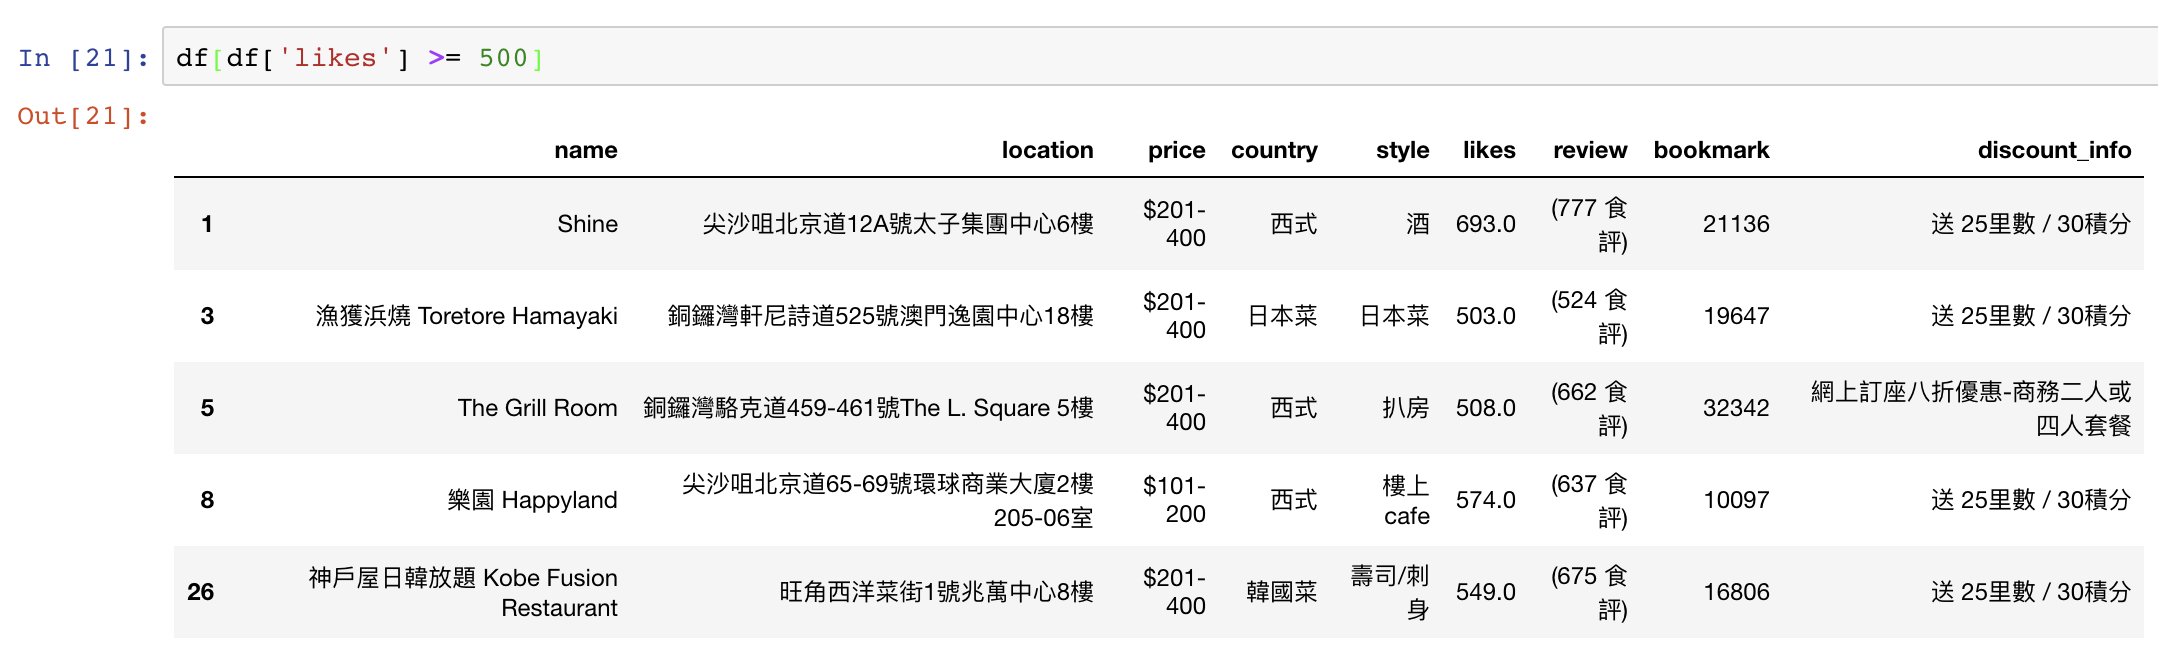 In [21]: df[df['likes'] >= 500]
Out[21]:
name location price country style likes review bookmark discount_info
1 Shine 尖沙咀北京道12A號太子集團中心6樓 $201-400 西式 酒 693.0 (777 食評) 21136 送 25里數 / 30積分
3 漁獲浜燒 Toretore Hamayaki 銅鑼灣軒尼詩道525號澳門逸園中心18樓 $201-400 日本菜 日本菜 503.0 (524 食評) 19647 送 25里數 / 30積分
5 The Grill Room 銅鑼灣駱克道459-461號The L. Square 5樓 $201-400 西式 扒房 508.0 (662 食評) 32342 網上訂座八折優惠-商務二人或四人套餐
8 樂園 Happyland 尖沙咀北京道65-69號環球商業大廈2樓205-06室 $101-200 西式 樓上cafe 574.0 (637 食評) 10097 送 25里數 / 30積分
26 神戶屋日韓放題 Kobe Fusion Restaurant 旺角西洋菜街1號兆萬中心8樓 $201-400 韓國菜 壽司/刺身 549.0 (675 食評) 16806 送 25里數 / 30積分